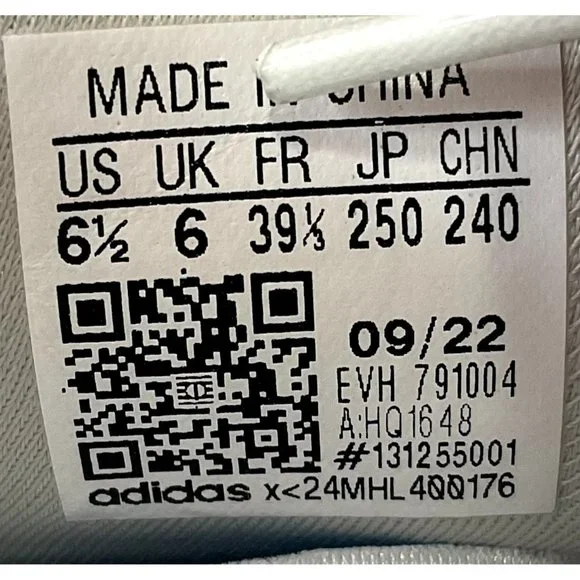 MADE IN CHINA
US UK FR JP CHN
6½ 6 39⅓ 250 240
09/22
EVH 791004
A:HQ1648
#131255001
adidas x<24MHL400176